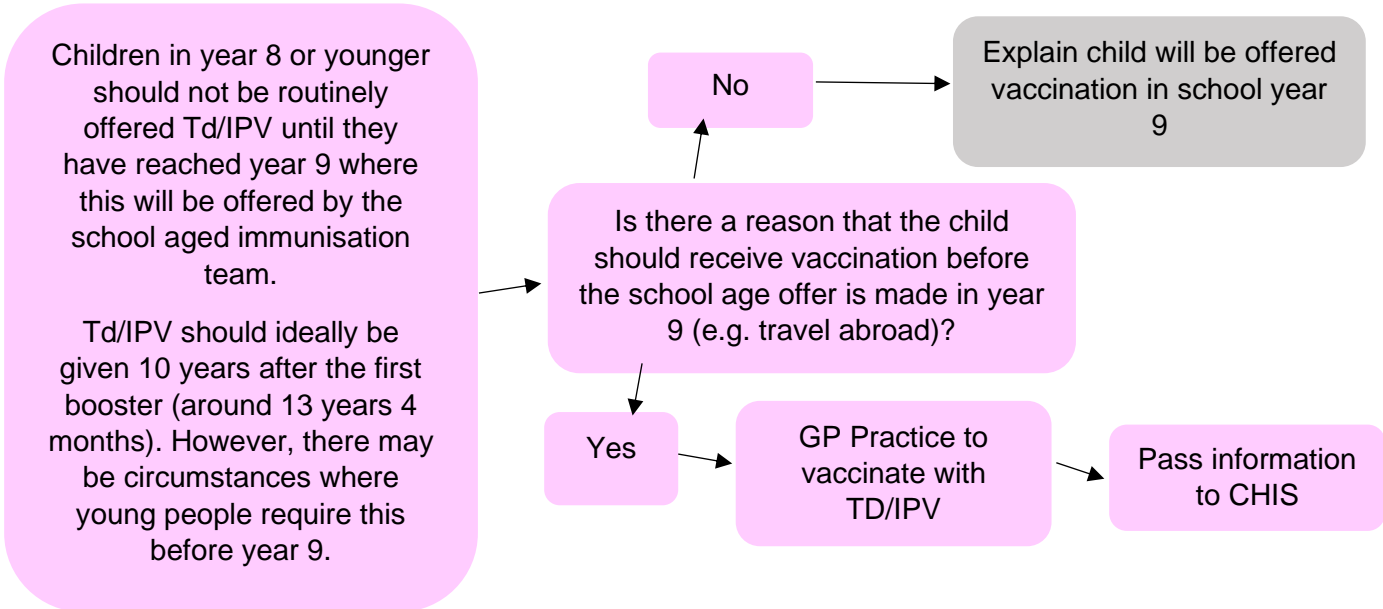 Children in year 8 or younger
should not be routinely
offered Td/IPV until they
have reached year 9 where
this will be offered by the
school aged immunisation
team.
Td/IPV should ideally be
given 10 years after the first
booster (around 13 years 4
months). However, there may
be circumstances where
young people require this
before year 9.
Is there a reason that the child
should receive vaccination before
the school age offer is made in year
9 (e.g. travel abroad)?
No
Explain child will be offered
vaccination in school year
9
Yes
GP Practice to
vaccinate with
TD/IPV
Pass information
to CHIS